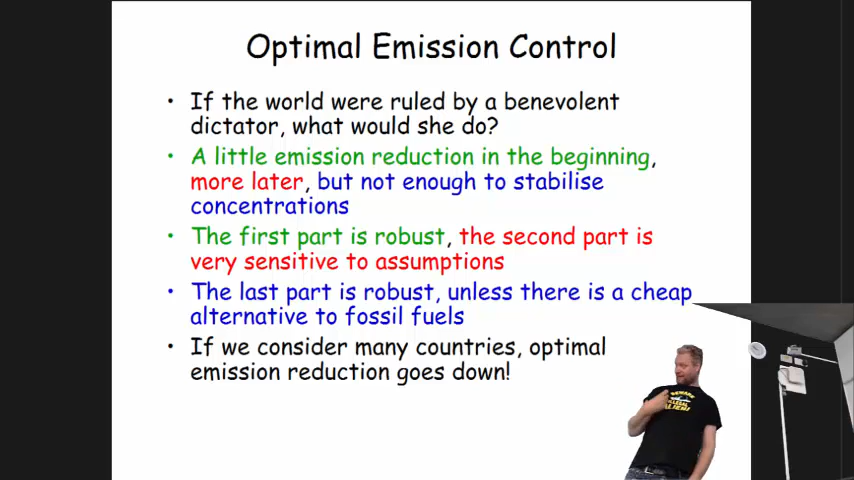 Optimal Emission Control
• If the world were ruled by a benevolent
dictator, what would she do?
• A little emission reduction in the beginning,
more later, but not enough to stabilise
concentrations
• The first part is robust, the second part is
very sensitive to assumptions
• The last part is robust, unless there is a cheap
alternative to fossil fuels
• If we consider many countries, optimal
emission reduction goes down!
BEWARE
ALIENS